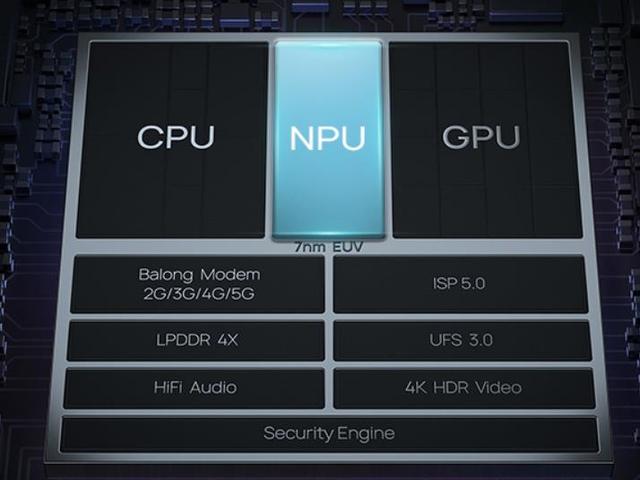 CPU
NPU
GPU
7nm EUV
Balong Modem
2G/3G/4G/5G
ISP 5.0
LPDDR 4X
UFS 3.0
HiFi Audio
4K HDR Video
Security Engine